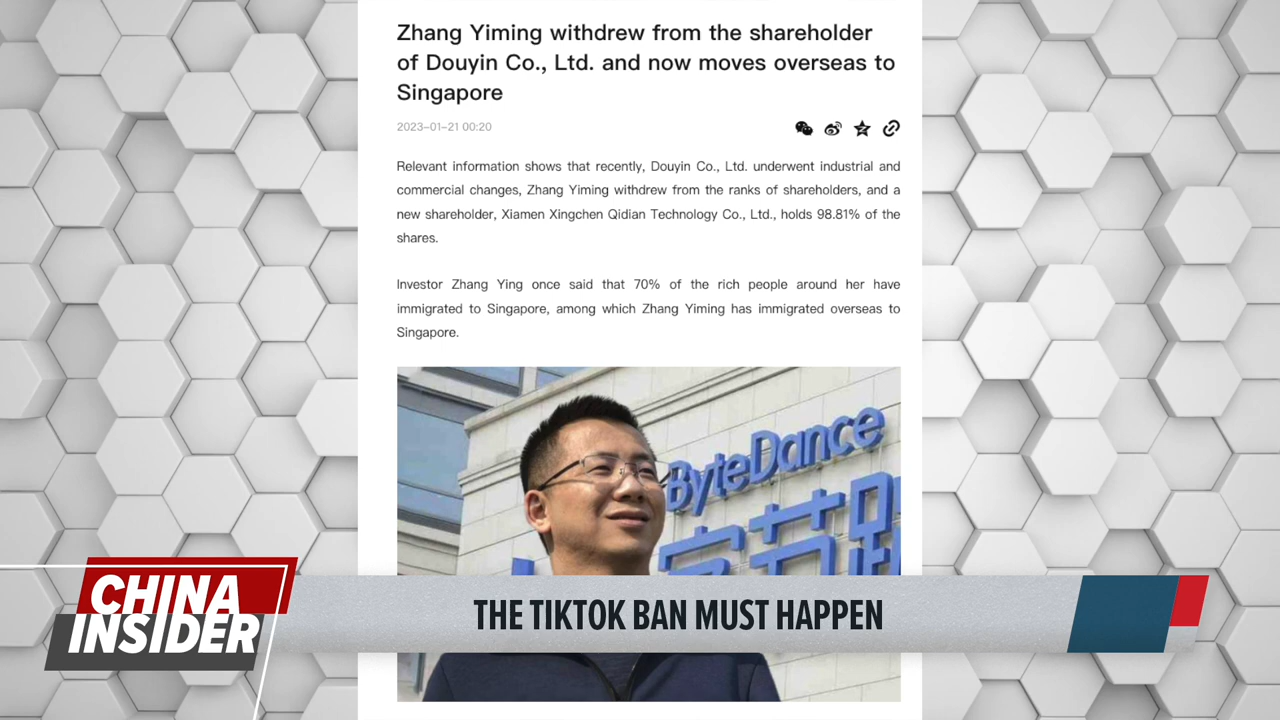 Zhang Yiming withdrew from the shareholder
of Douyin Co., Ltd. and now moves overseas to
Singapore
2023-01-21 00:20
Relevant information shows that recently, Douyin Co., Ltd. underwent industrial and
commercial changes, Zhang Yiming withdrew from the ranks of shareholders, and a
new shareholder, Xiamen Xingchen Qidian Technology Co., Ltd., holds 98.81% of the
shares.
Investor Zhang Ying once said that 70% of the rich people around her have
immigrated to Singapore, among which Zhang Yiming has immigrated overseas to
Singapore.
ByteDance
CHINA
INSIDER
THE TIKTOK BAN MUST HAPPEN